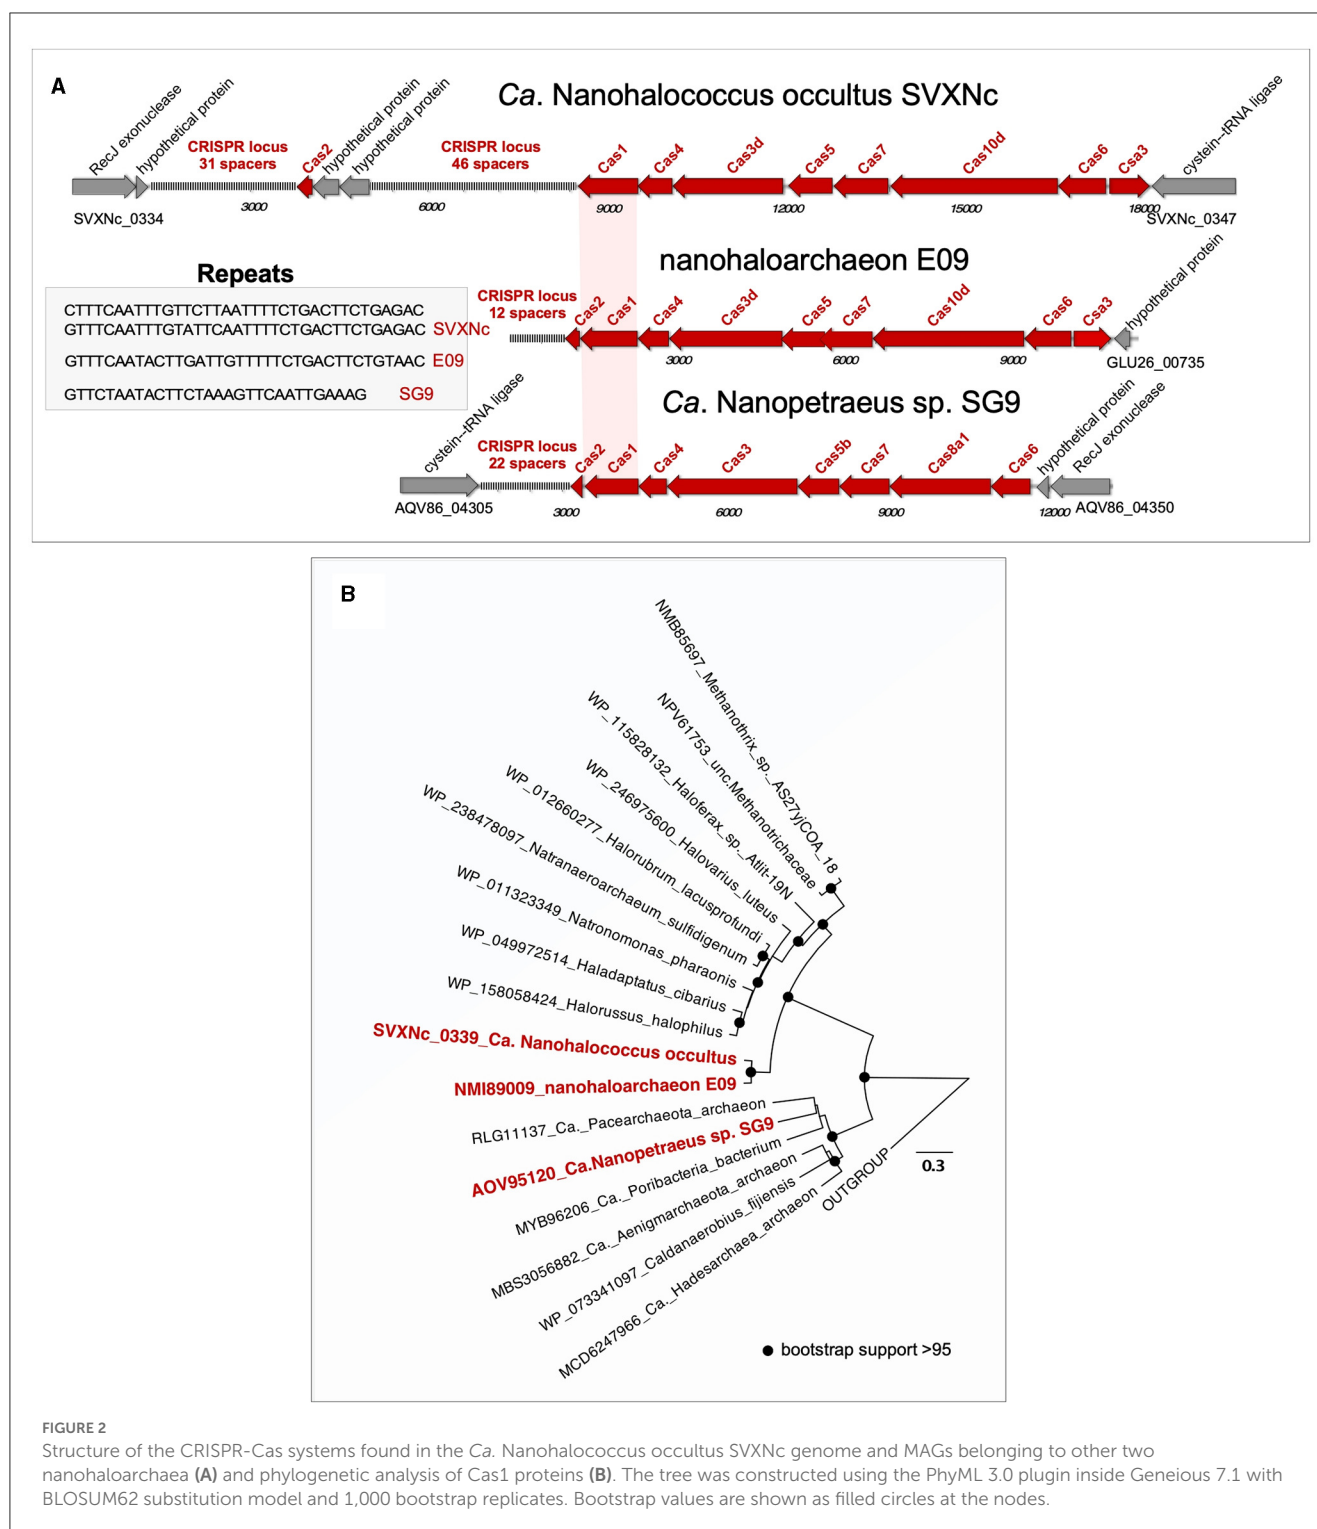 A
Ca. Nanohalococcus occultus SVXNc
RecJ exonuclease
hypothetical protein
CRISPR locus
31 spacers
Cas2
hypothetical protein
hypothetical protein
CRISPR locus
46 spacers
Cas1
Cas4
Cas3d
Cas5
Cas7
Cas10d
Cas6
Csa3
cystein--tRNA ligase
3000
6000
9000
12000
15000
18000
SVXNc_0334
SVXNc_0347
nanohaloarchaeon E09
CRISPR locus
12 spacers
Cas2
Cas1
Cas4
Cas3d
Cas5
Cas7
Cas10d
Cas6
Csa3
hypothetical protein
3000
6000
9000
GLU26_00735
Repeats
CTTTCAATTTGTTCTTAATTTTCTGACTTCTGAGAC
GTTTCAATTTGTATTCAATTTTCTGACTTCTGAGAC SVXNc
GTTTCAATACTTGATTGTTTTTCTGACTTCTGTAAC E09
GTTCTAATACTTCTAAAGTTCAATTGAAAG SG9
Ca. Nanopetraeus sp. SG9
cystein--tRNA ligase
CRISPR locus
22 spacers
Cas2
Cas1
Cas4
Cas3
Cas5b
Cas7
Cas8a1
Cas6
hypothetical protein
RecJ exonuclease
AQV86_04305
3000
6000
9000
12000
AQV86_04350
B
NMB85697_Methanothrix_sp._AS27yjCOA_18
NPV61753_unc.Methanotrichaceae
WP_115828132_Haloferax_sp._Atlit-19N
WP_246975600_Halovarius_luteus
WP_012660277_Halorubrum_lacusprofundi
WP_238478097_Natranaeroarchaeum_sulfidigenum
WP_011323349_Natronomonas_pharaonis
WP_049972514_Haladaptatus_cibarius
WP_158058424_Halorussus_halophilus
SVXNc_0339_Ca. Nanohalococcus occultus
NMI89009_nanohaloarchaeon E09
RLG11137_Ca._Pacearchaeota_archaeon
AOV95120_Ca.Nanopetraeus sp. SG9
MYB96206_Ca._Poribacteria_bacterium
MBS3056882_Ca._Aenigmarchaeota_archaeon
WP_073341097_Caldanaerobius_fijiensis
MCD6247966_Ca._Hadesarchaea_archaeon
OUTGROUP
0.3
bootstrap support >95
FIGURE 2
Structure of the CRISPR-Cas systems found in the Ca. Nanohalococcus occultus SVXNc genome and MAGs belonging to other two
nanohaloarchaea (A) and phylogenetic analysis of Cas1 proteins (B). The tree was constructed using the PhyML 3.0 plugin inside Geneious 7.1 with
BLOSUM62 substitution model and 1,000 bootstrap replicates. Bootstrap values are shown as filled circles at the nodes.